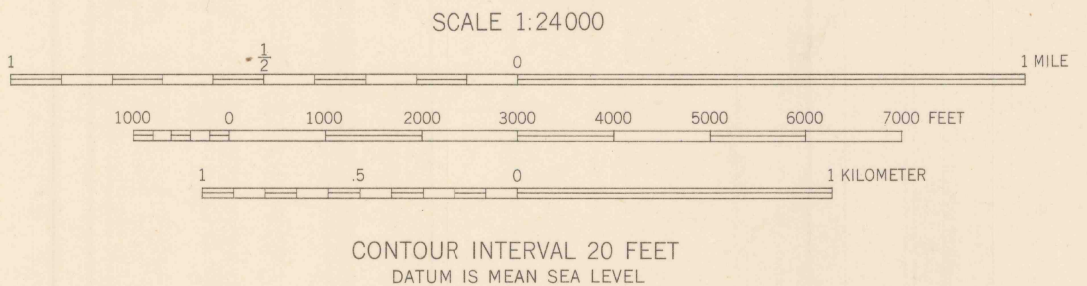 SCALE 1:24000
1 1/2 0 1 MILE
1000 0 1000 2000 3000 4000 5000 6000 7000 FEET
1 .5 0 1 KILOMETER
CONTOUR INTERVAL 20 FEET
DATUM IS MEAN SEA LEVEL